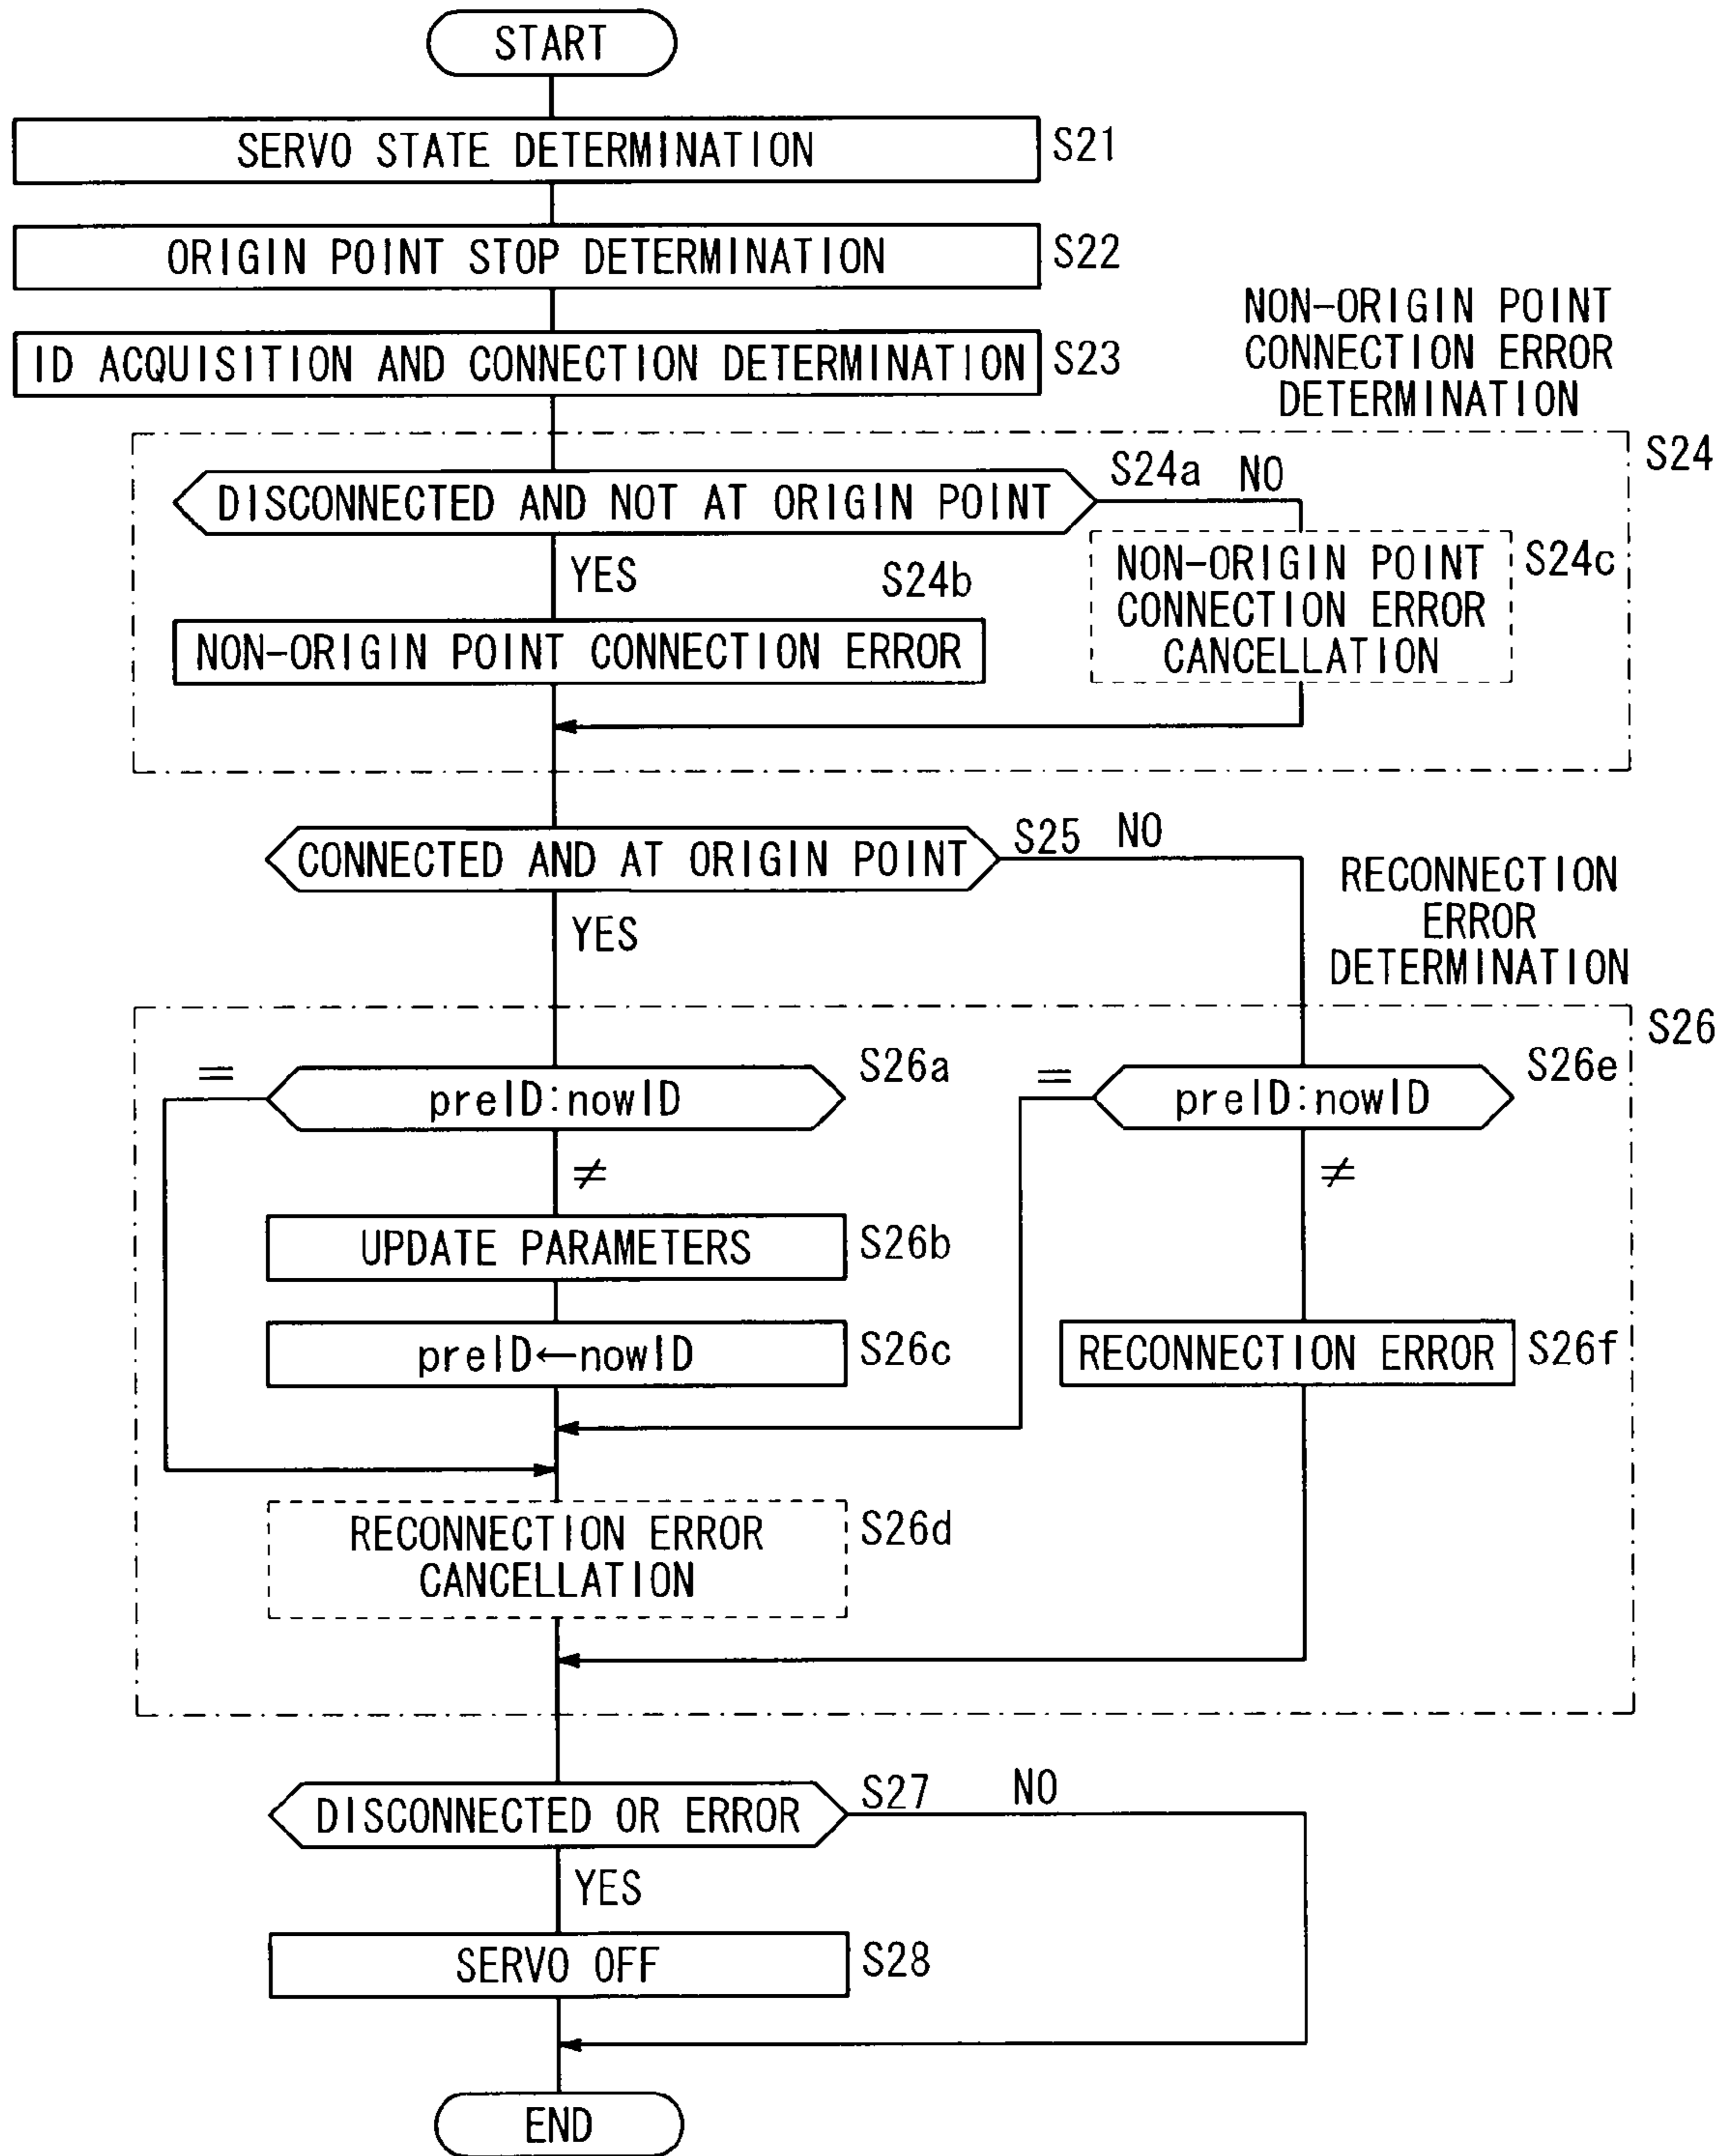 START
SERVO STATE DETERMINATION
S21
ORIGIN POINT STOP DETERMINATION
S22
ID ACQUISITION AND CONNECTION DETERMINATION
S23
NON-ORIGIN POINT
CONNECTION ERROR
DETERMINATION
S24
DISCONNECTED AND NOT AT ORIGIN POINT
S24a
NO
YES
S24b
NON-ORIGIN POINT CONNECTION ERROR
NON-ORIGIN POINT
CONNECTION ERROR
CANCELLATION
S24c
CONNECTED AND AT ORIGIN POINT
S25
NO
YES
RECONNECTION
ERROR
DETERMINATION
S26
=
preID:nowID
S26a
≠
=
preID:nowID
S26e
≠
UPDATE PARAMETERS
S26b
preID←nowID
S26c
RECONNECTION ERROR
S26f
RECONNECTION ERROR
CANCELLATION
S26d
DISCONNECTED OR ERROR
S27
NO
YES
SERVO OFF
S28
END